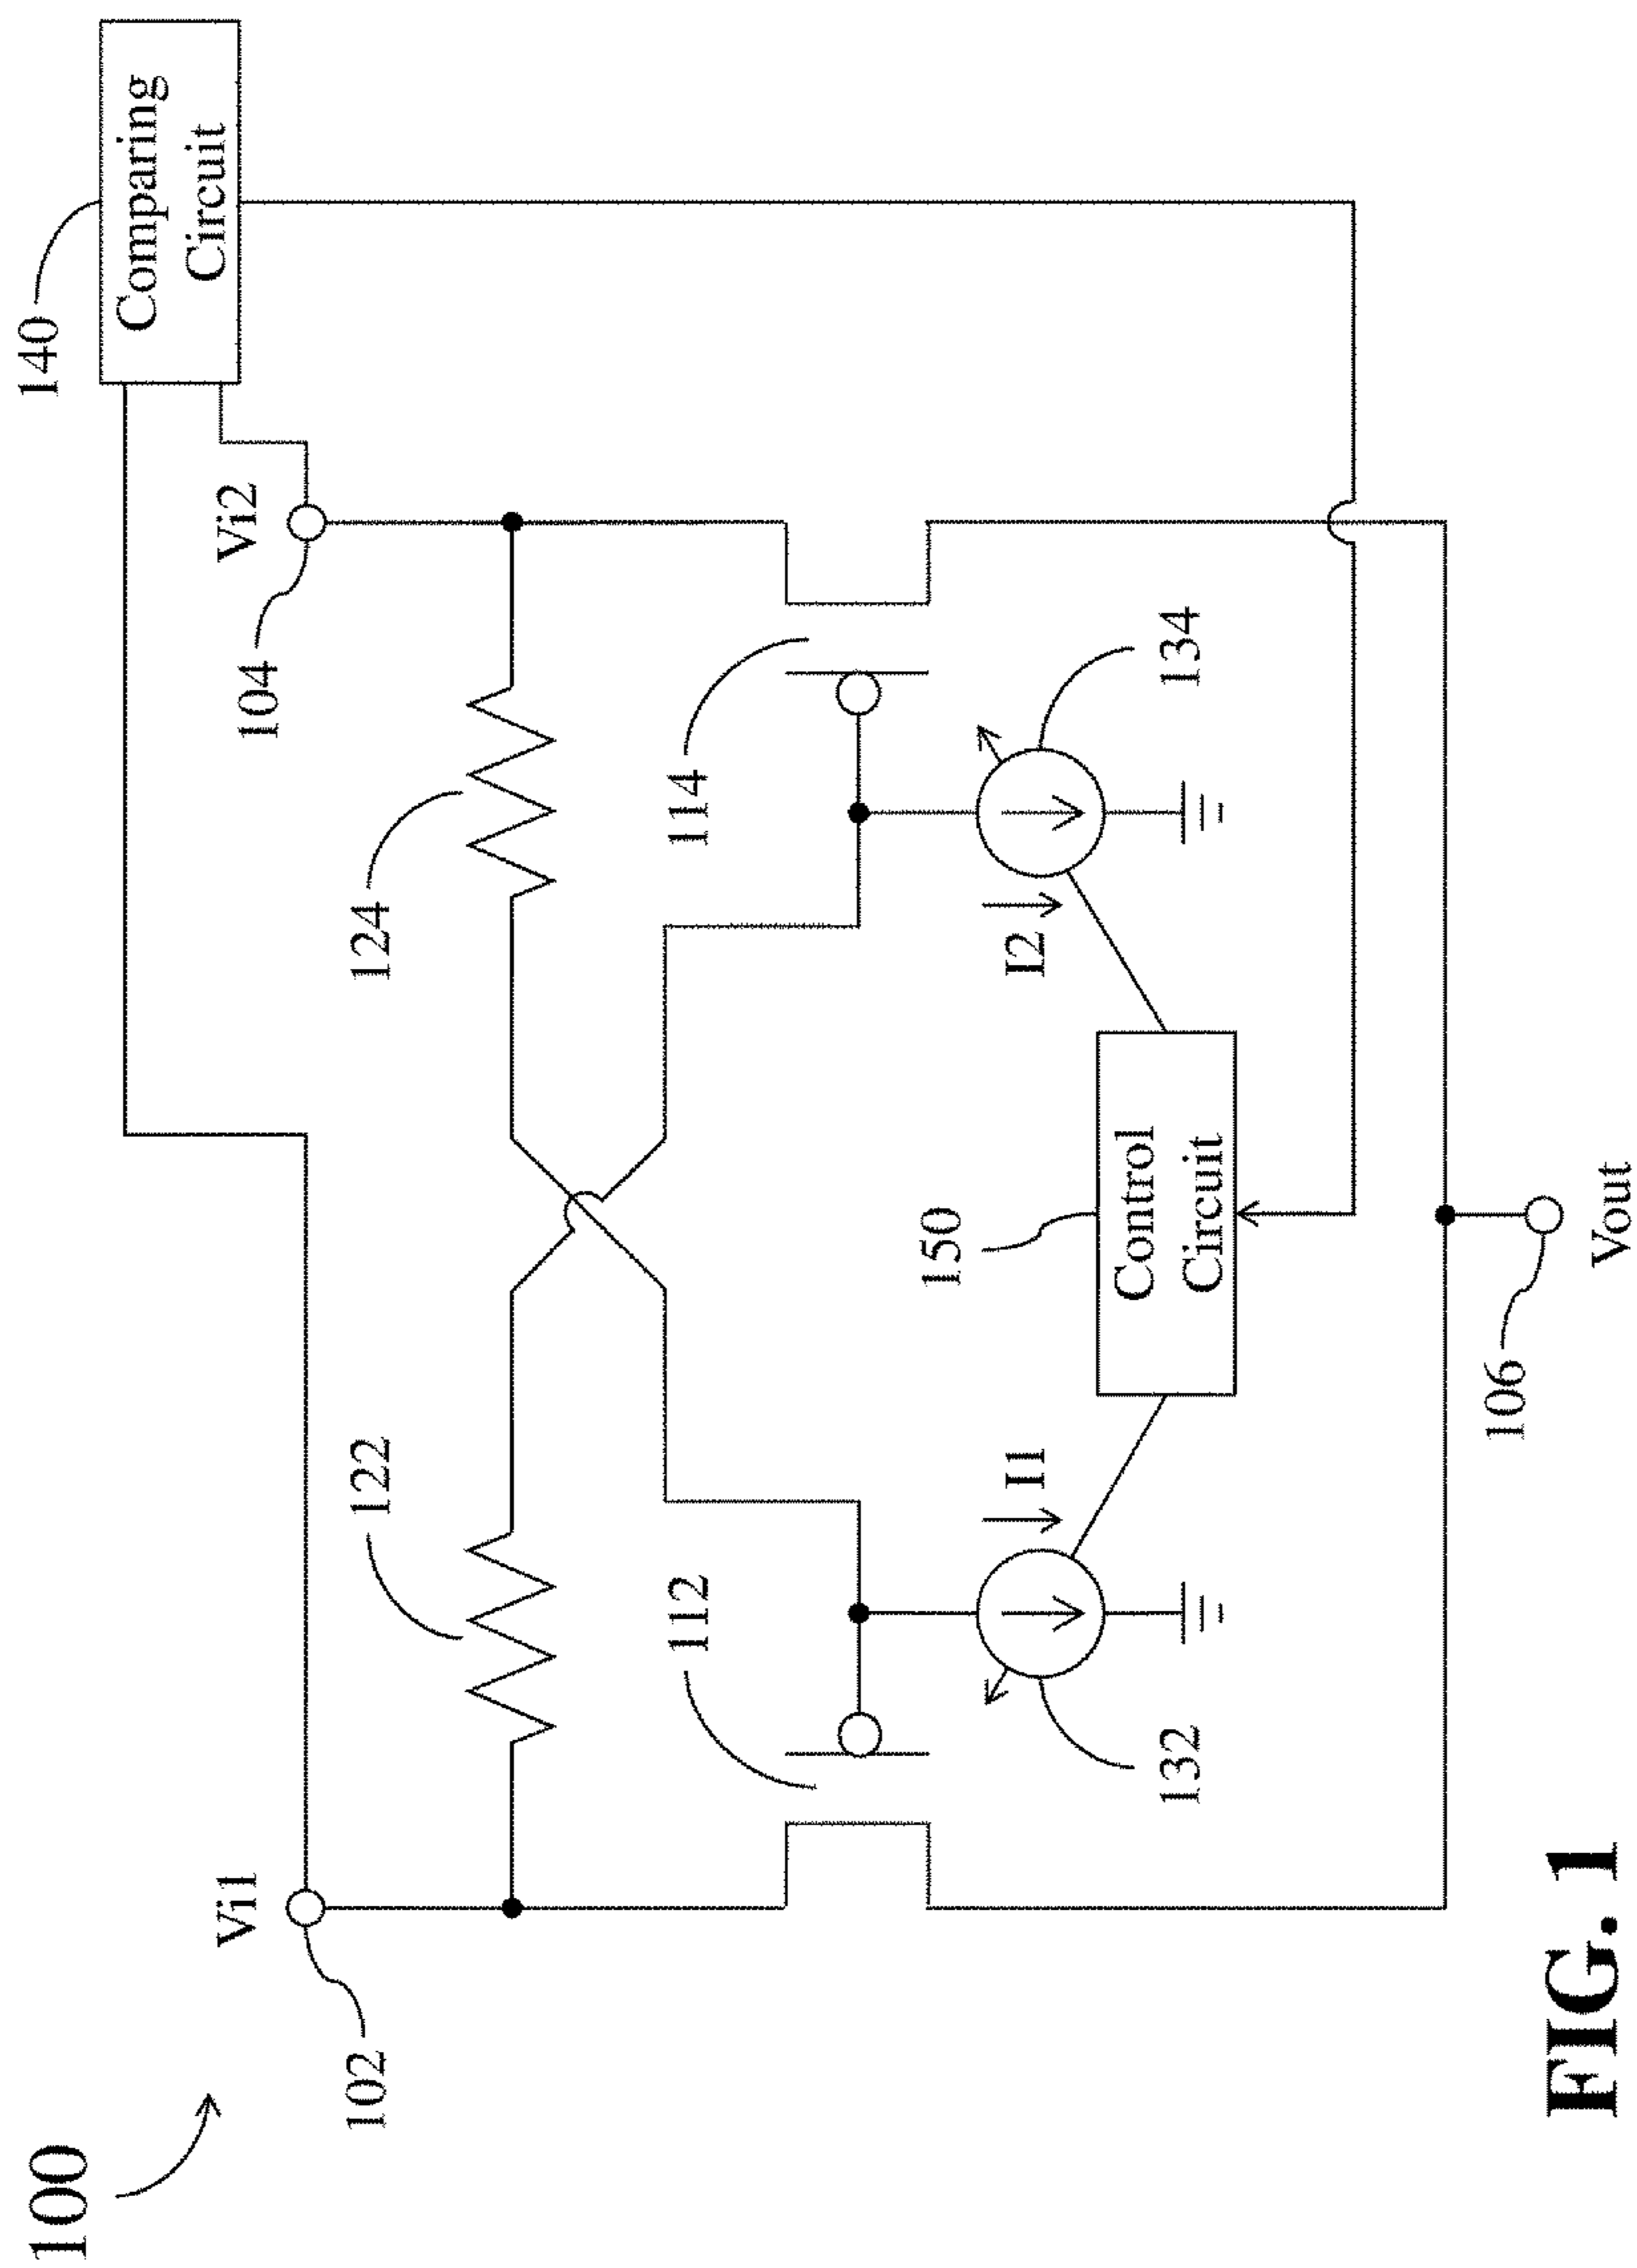 100
140
Comparing
Circuit
Vi1
Vi2
102
104
122
124
112
114
I1
I2
132
134
150
Control
Circuit
106
Vout
FIG. 1